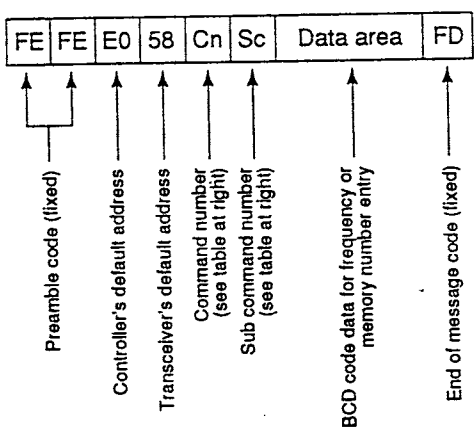 FE FE E0 58 Cn Sc Data area FD
Preamble code (fixed)
Controller's default address
Transceiver's default address
Command number
(see table at right)
Sub command number
(see table at right)
BCD code data for frequency or
memory number entry
End of message code (fixed)